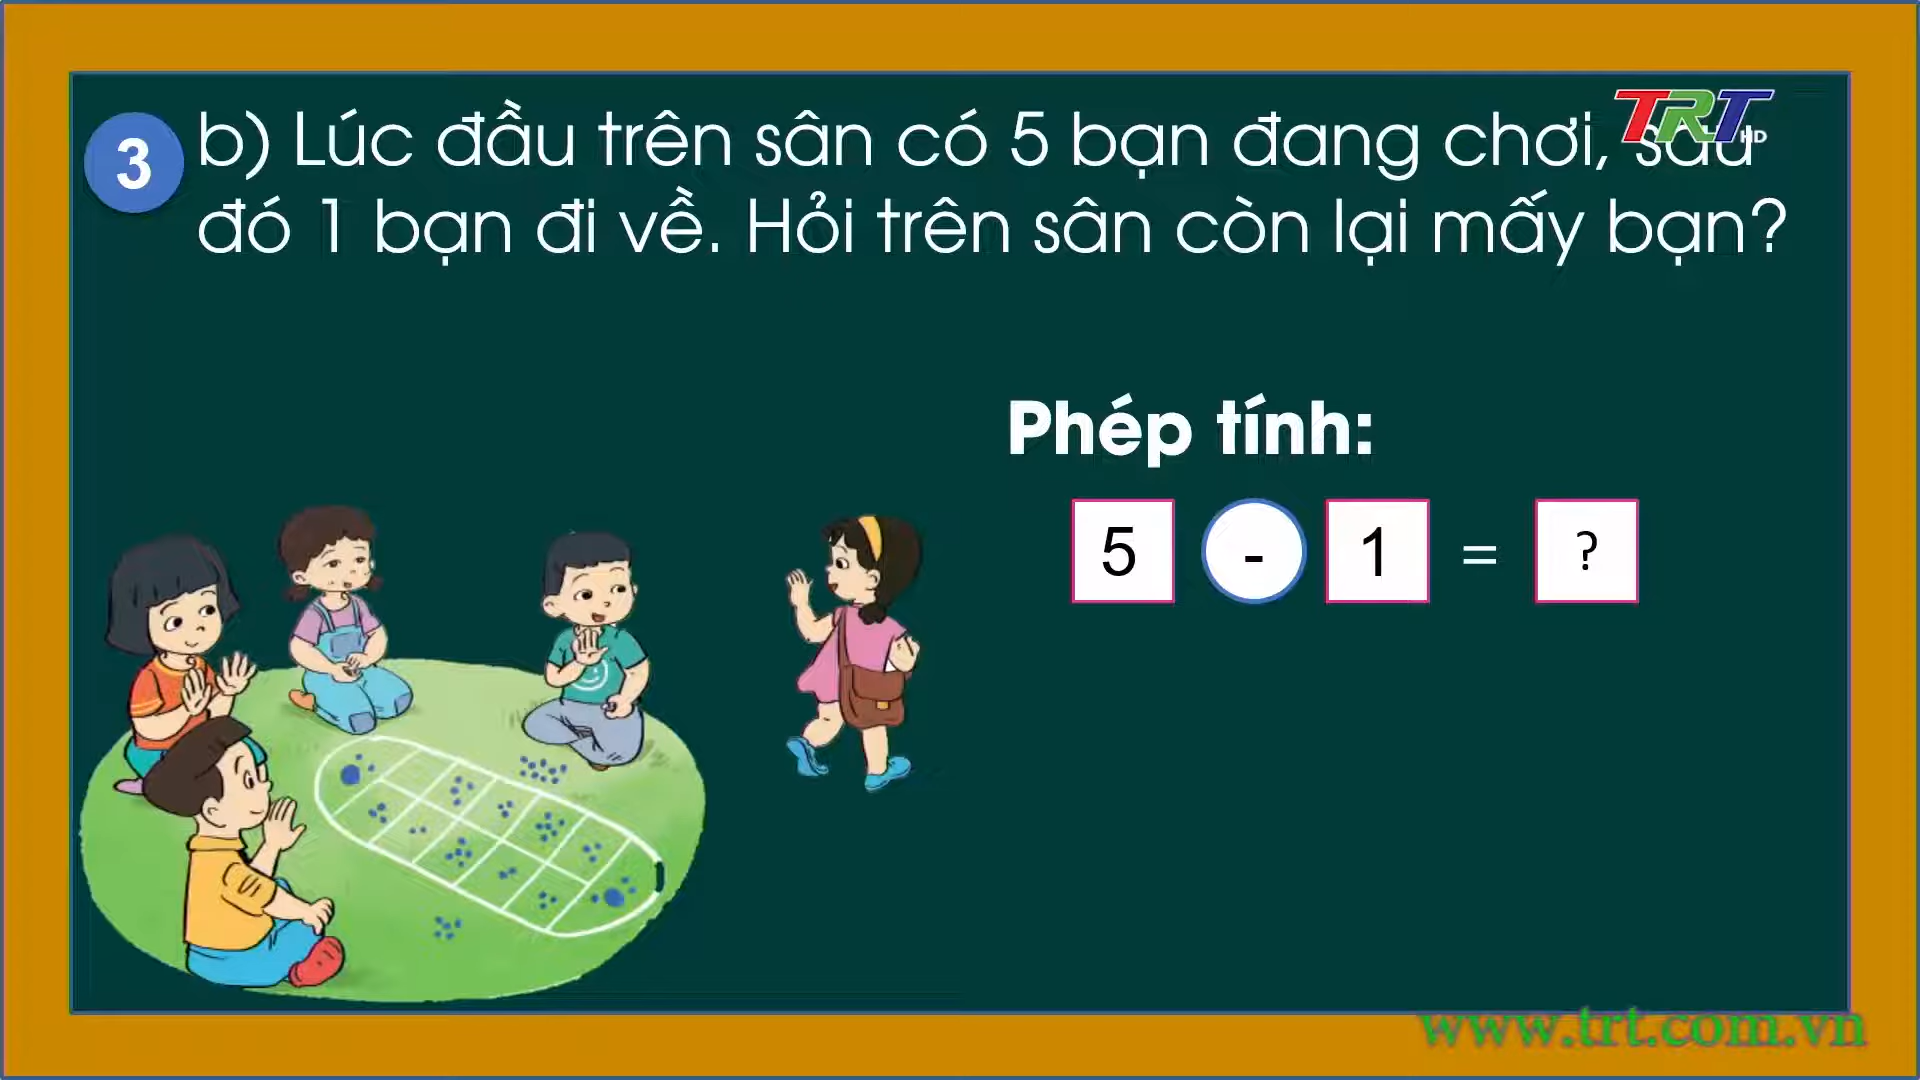 3
b) Lúc đầu trên sân có 5 bạn đang chơi, sau
đó 1 bạn đi về. Hỏi trên sân còn lại mấy bạn?
TRT HD
Phép tính:
5 - 1 = ?
www.trt.com.vn